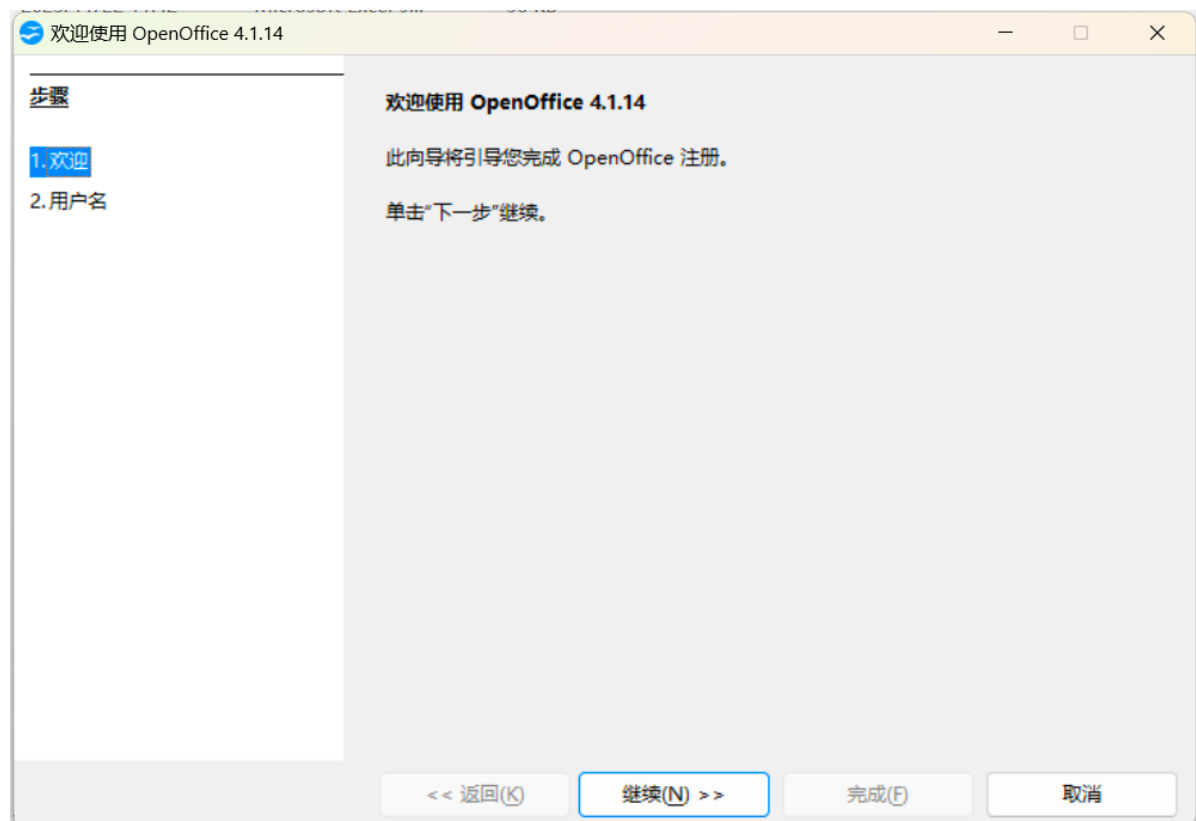 欢迎使用 OpenOffice 4.1.14
步骤
1.欢迎
2.用户名
欢迎使用 OpenOffice 4.1.14
此向导将引导您完成 OpenOffice 注册。
单击“下一步”继续。
<< 返回(K)
继续(N) >>
完成(F)
取消